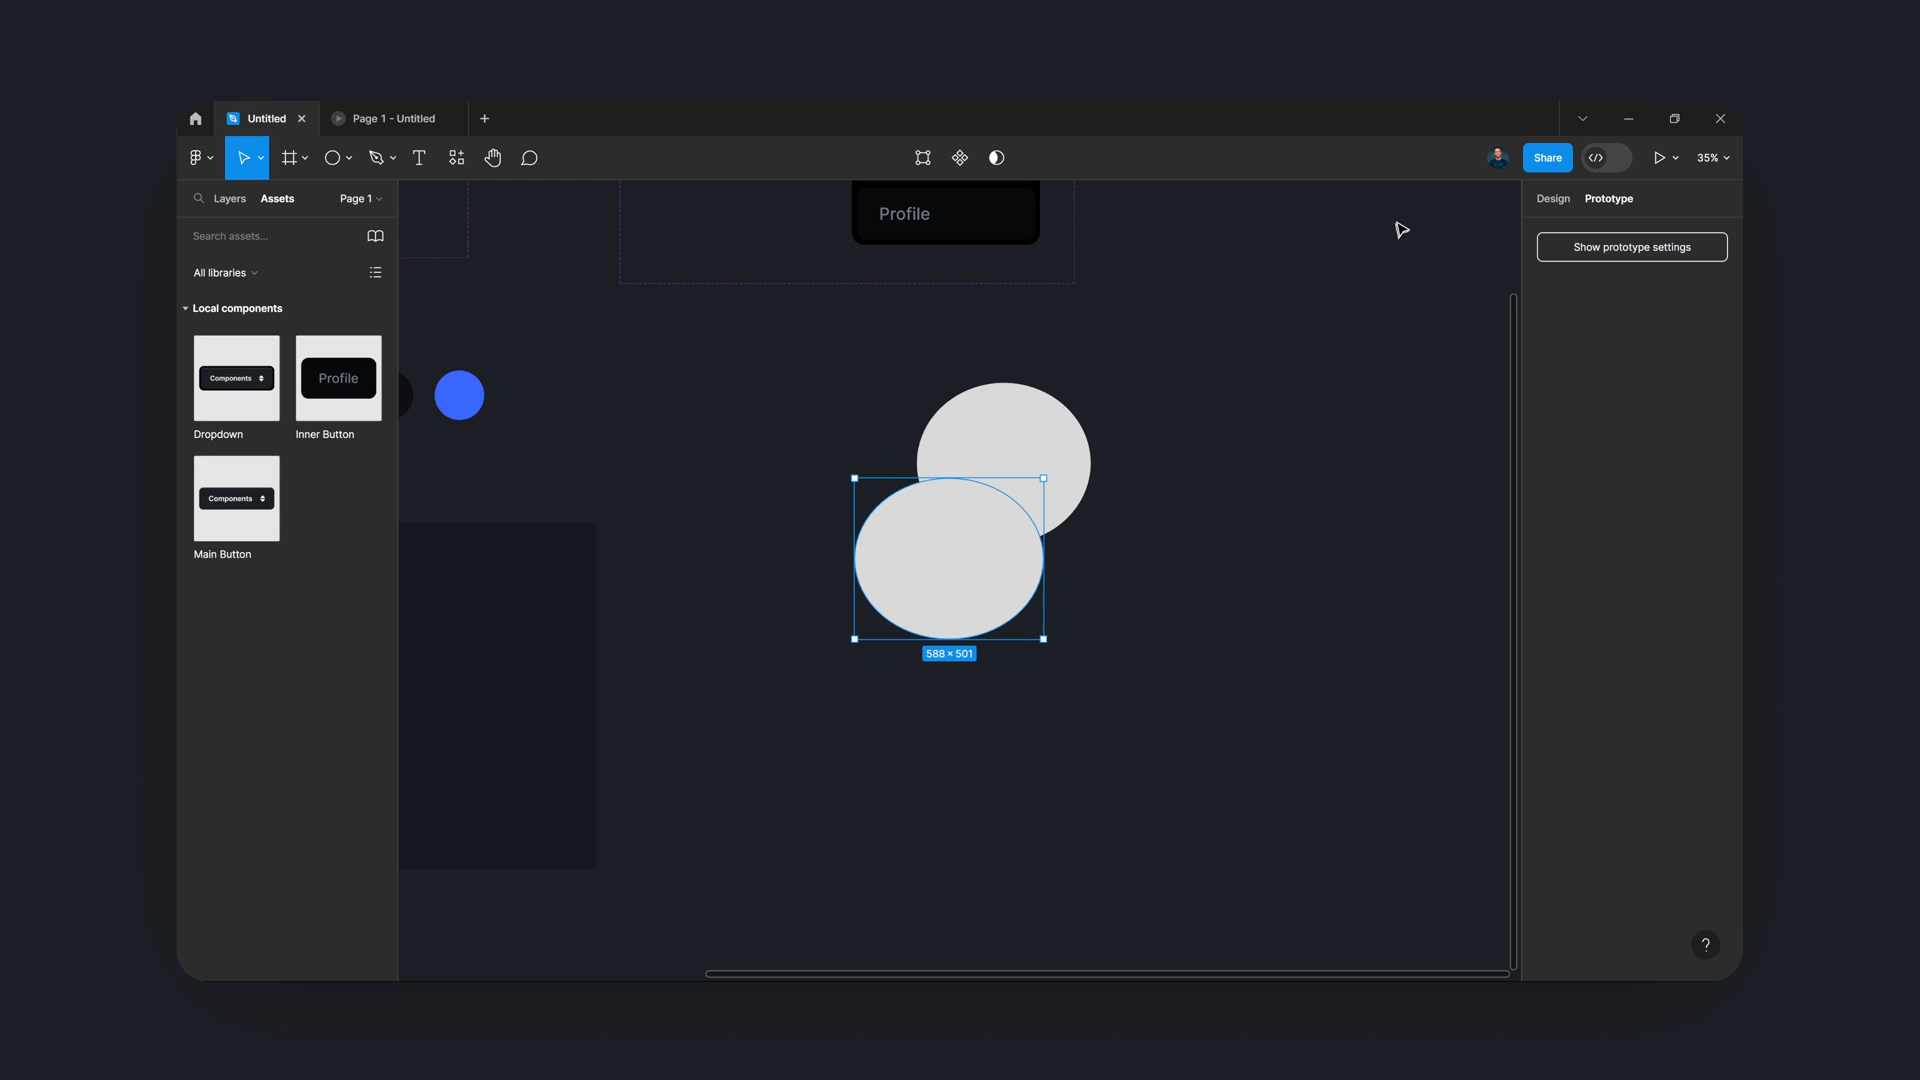 Untitled
Page 1 - Untitled
Share
35%
Layers
Assets
Page 1
Search assets...
All libraries
Local components
Components
Profile
Dropdown
Inner Button
Components
Main Button
Profile
588 × 501
Design
Prototype
Show prototype settings
?